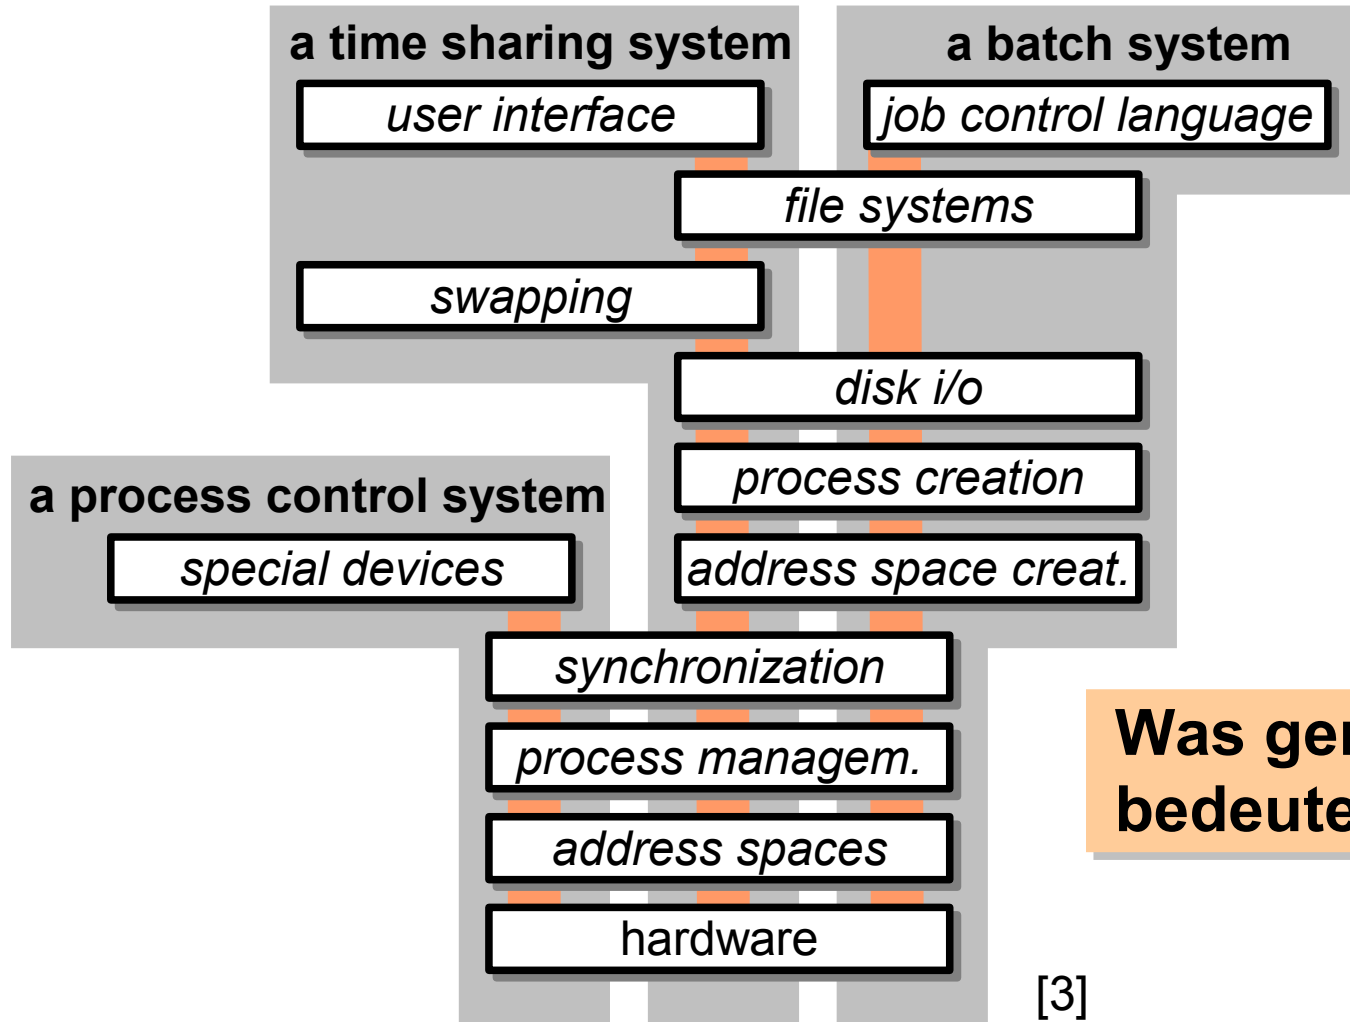 a time sharing system
a batch system
user interface
job control language
file systems
swapping
disk i/o
process creation
a process control system
special devices
address space creat.
synchronization
process managem.
Was
bedeute
address spaces
hardware
[3]